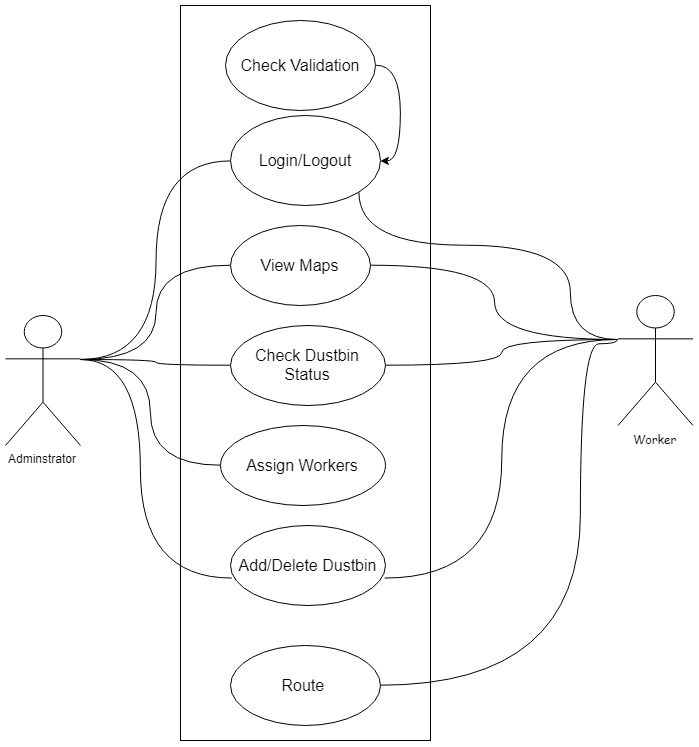 Check Validation
Login/Logout
View Maps
Check Dustbin
Status
Adminstrator
Worker
Assign Workers
Add/Delete Dustbin
Route